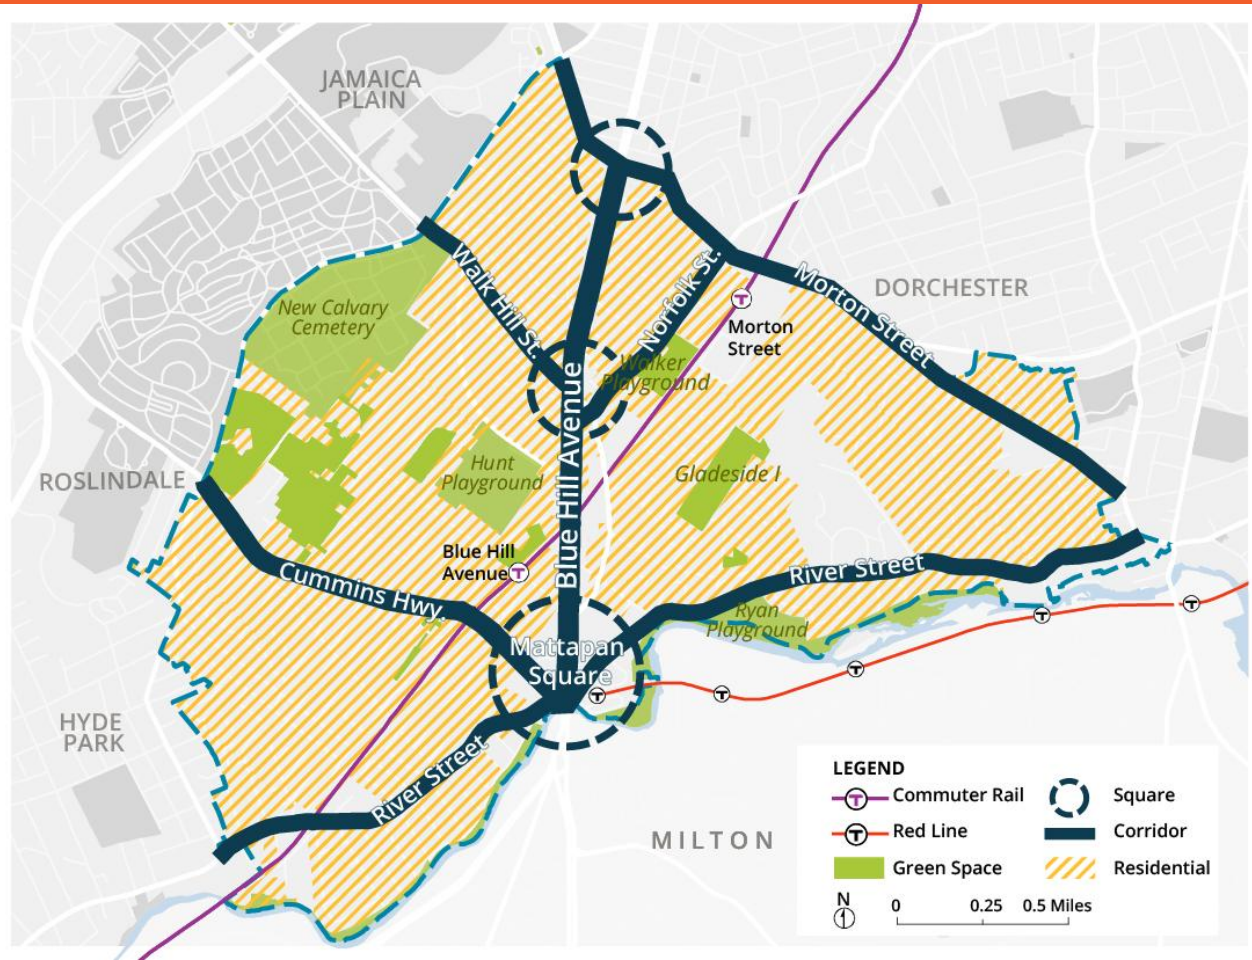 JAMAICA
PLAIN
DORCHESTER
New Calvary
Cemetery
Walk Hill St.
Norfolk St.
Morton Street
Morton
Street
Walker
Playground
Blue Hill Avenue
ROSLINDALE
Hunt
Playground
Gladeside I
Blue Hill
Avenue
T
T
Cummins Hwy.
River Street
Ryan
Playground
Mattapan
Square
T
T
T
T
T
HYDE
PARK
River Street
MILTON
LEGEND
T Commuter Rail
Square
T Red Line
Corridor
Green Space
Residential
N
0 0.25 0.5 Miles